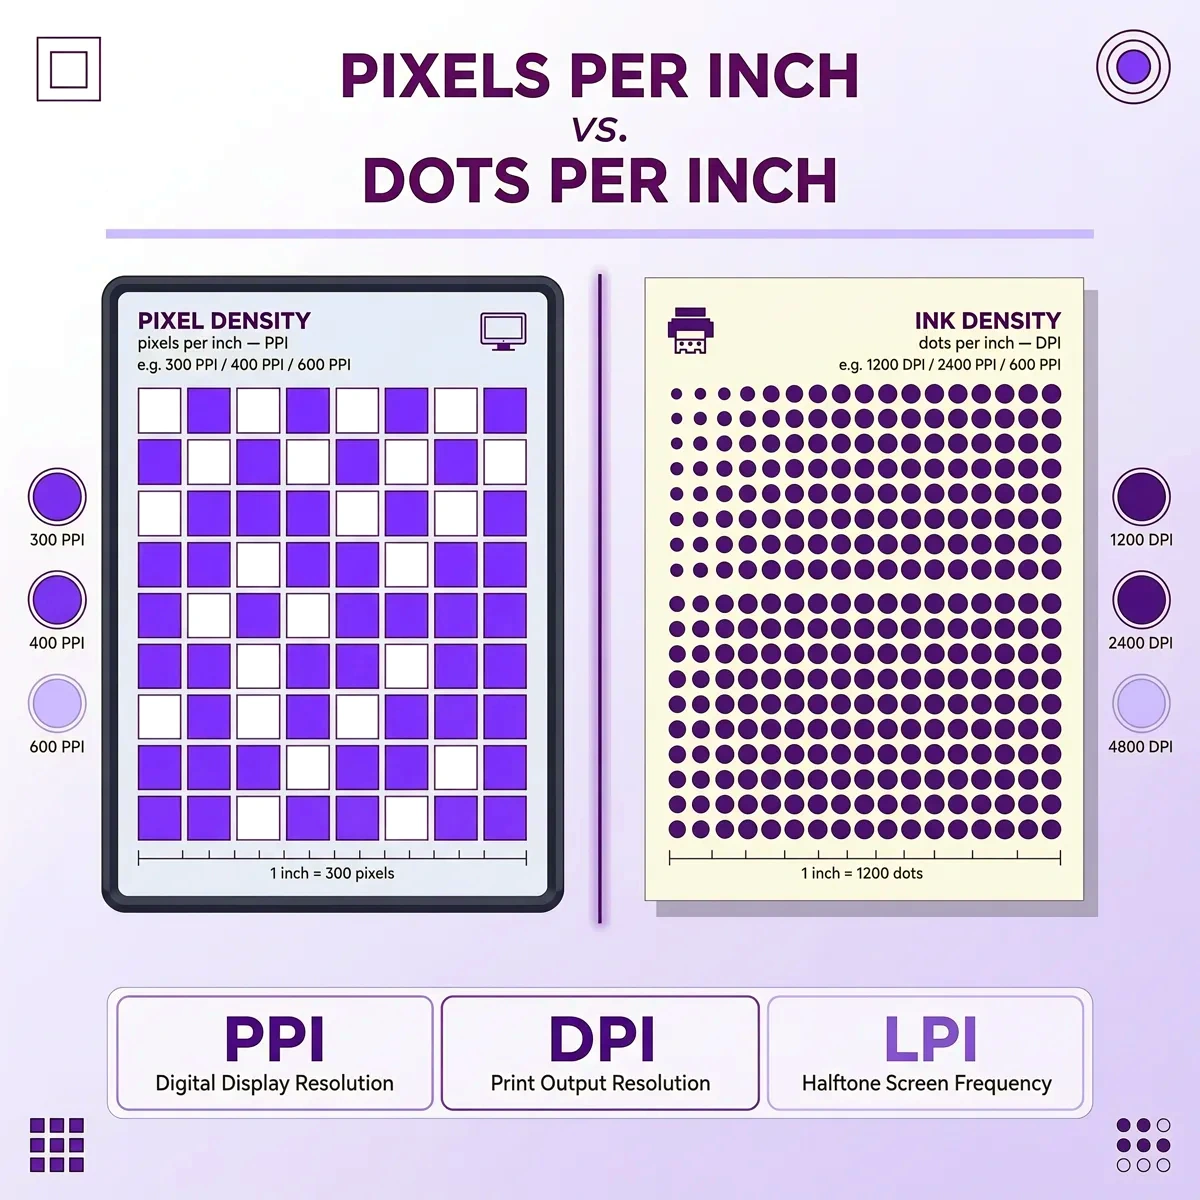 PIXELS PER INCH
vs.
DOTS PER INCH
PIXEL DENSITY
pixels per inch — PPI
e.g. 300 PPI / 400 PPI / 600 PPI
1 inch = 300 pixels
300 PPI
400 PPI
600 PPI
INK DENSITY
dots per inch — DPI
e.g. 1200 DPI / 2400 PPI / 600 PPI
1 inch = 1200 dots
1200 DPI
2400 DPI
4800 DPI
PPI
Digital Display Resolution
DPI
Print Output Resolution
LPI
Halftone Screen Frequency